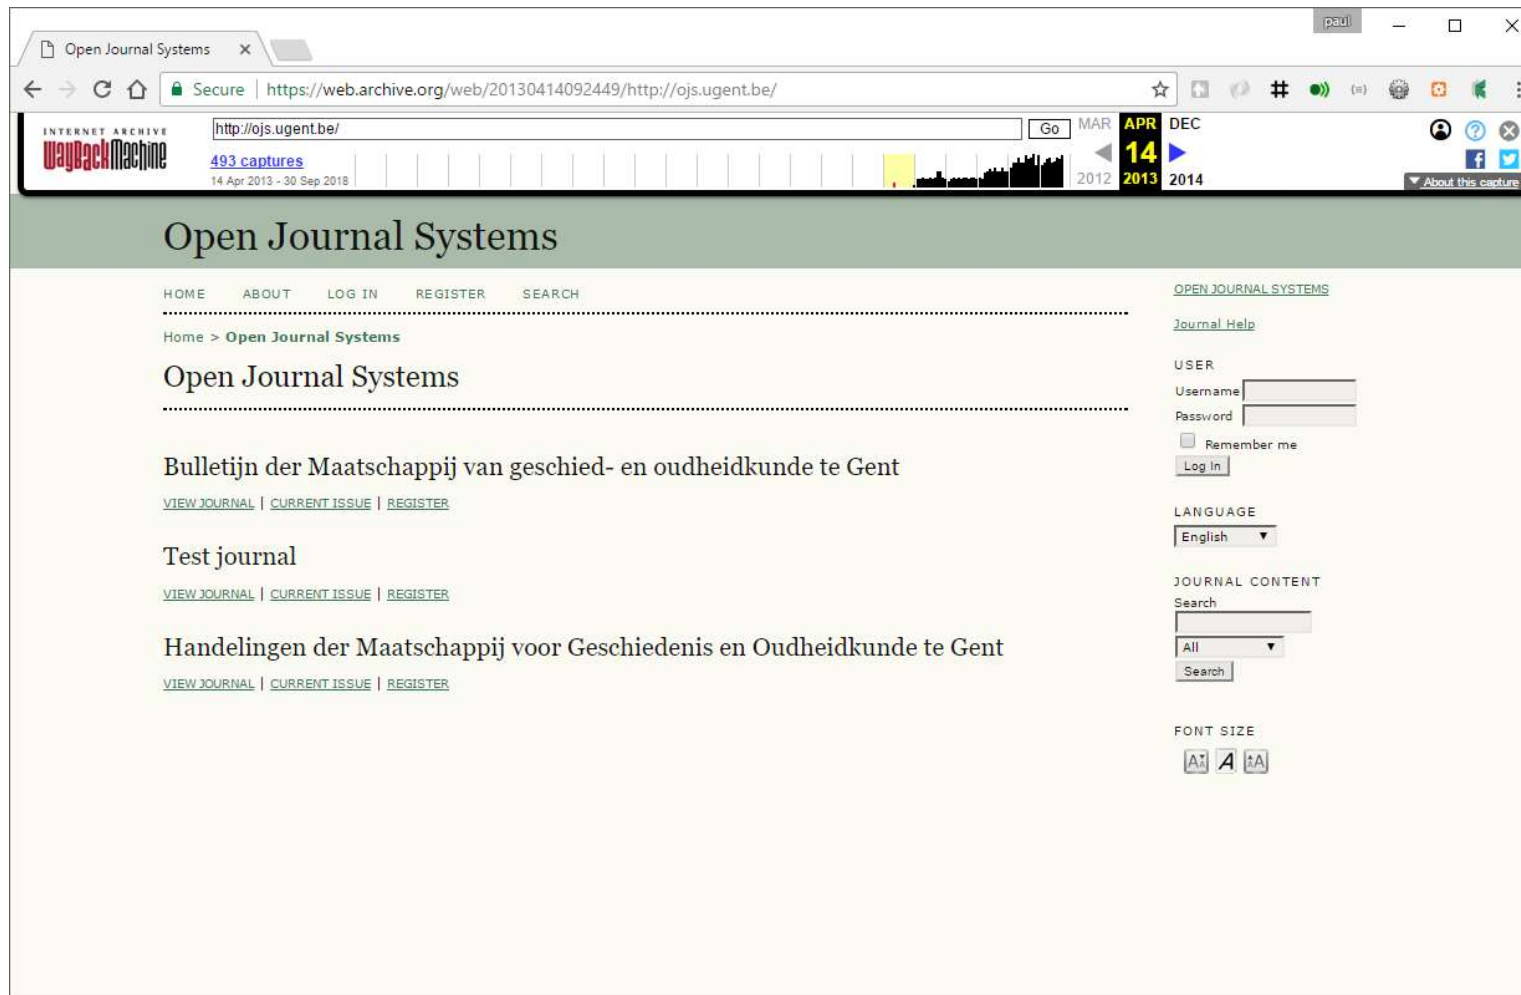 paul
Open Journal Systems
Secure | https://web.archive.org/web/20130414092449/http://ojs.ugent.be/
INTERNET ARCHIVE
WayBackMachine
http://ojs.ugent.be/
Go
MAR APR DEC
493 captures
14
14 Apr 2013 - 30 Sep 2018
2012 2013 2014
About this capture
Open Journal Systems
HOME ABOUT LOG IN REGISTER SEARCH
Home > Open Journal Systems
Open Journal Systems
Bulletijn der Maatschappij van geschied- en oudheidkunde te Gent
VIEW JOURNAL | CURRENT ISSUE | REGISTER
Test journal
VIEW JOURNAL | CURRENT ISSUE | REGISTER
Handelingen der Maatschappij voor Geschiedenis en Oudheidkunde te Gent
VIEW JOURNAL | CURRENT ISSUE | REGISTER
OPEN JOURNAL SYSTEMS
Journal Help
USER
Username
Password
Remember me
Log In
LANGUAGE
English
JOURNAL CONTENT
Search
All
Search
FONT SIZE